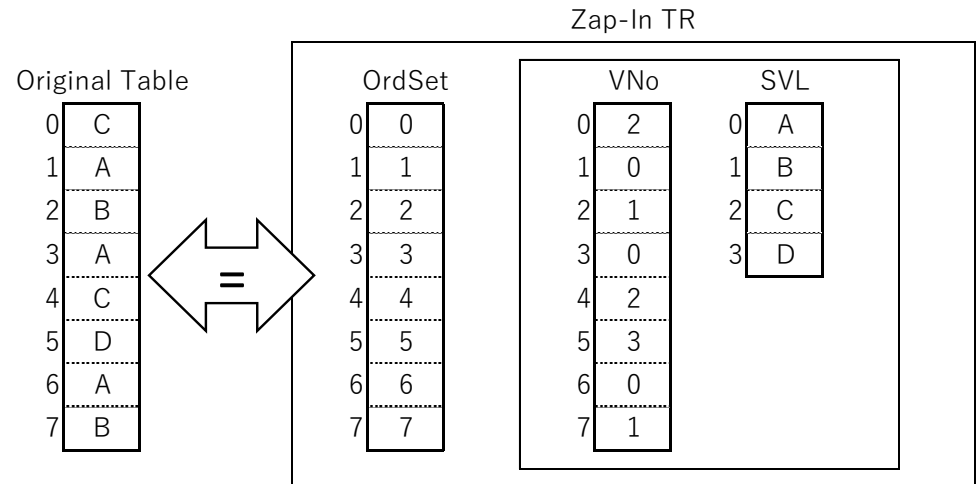 Zap-In TR
Original Table OrdSet VNo SVL
0 C 0 0 0 2 0 A
1 A 1 1 1 0 1 B
2 B 2 2 2 1 2 C
3 A 3 3 3 0 3 D
=
4 C 4 4 4 2
5 D 5 5 5 3
6 A 6 6 6 0
7 B 7 7 7 1